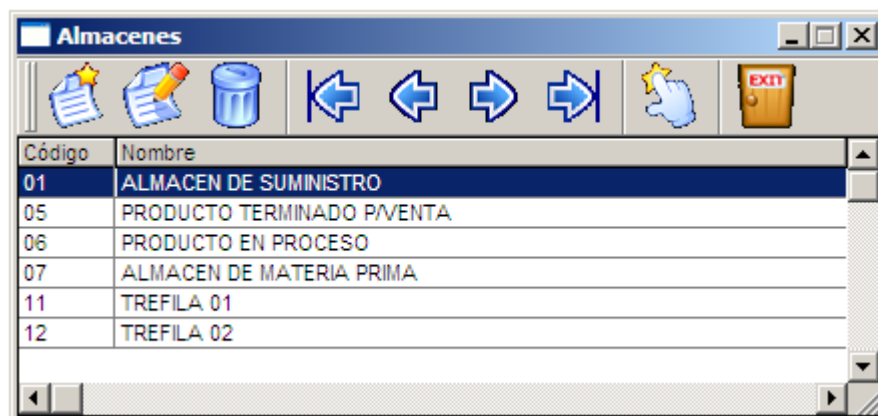 Almacenes
EXIT
Código Nombre
01 ALMACEN DE SUMINISTRO
05 PRODUCTO TERMINADO P/VENTA
06 PRODUCTO EN PROCESO
07 ALMACEN DE MATERIA PRIMA
11 TREFILA 01
12 TREFILA 02